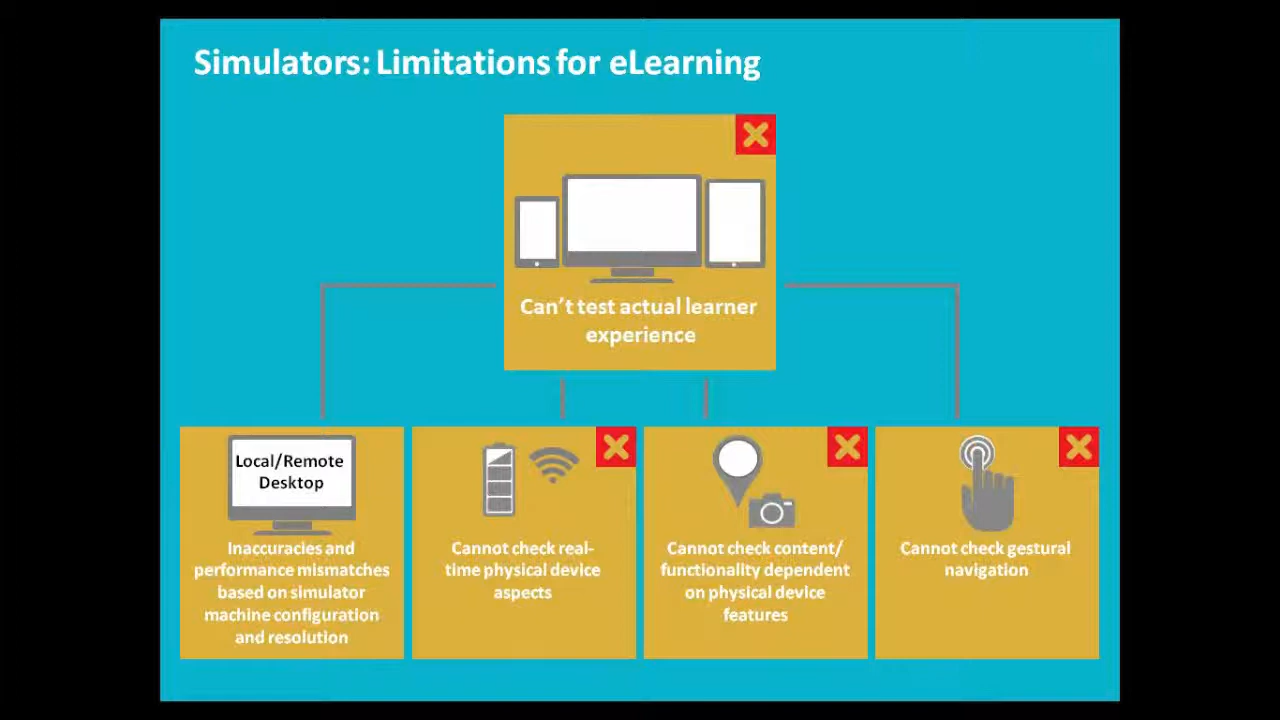 Simulators: Limitations for eLearning
Can’t test actual learner
experience
Local/Remote
Desktop
Inaccuracies and
performance mismatches
based on simulator
machine configuration
and resolution
Cannot check real-
time physical device
aspects
Cannot check content/
functionality dependent
on physical device
features
Cannot check gestural
navigation